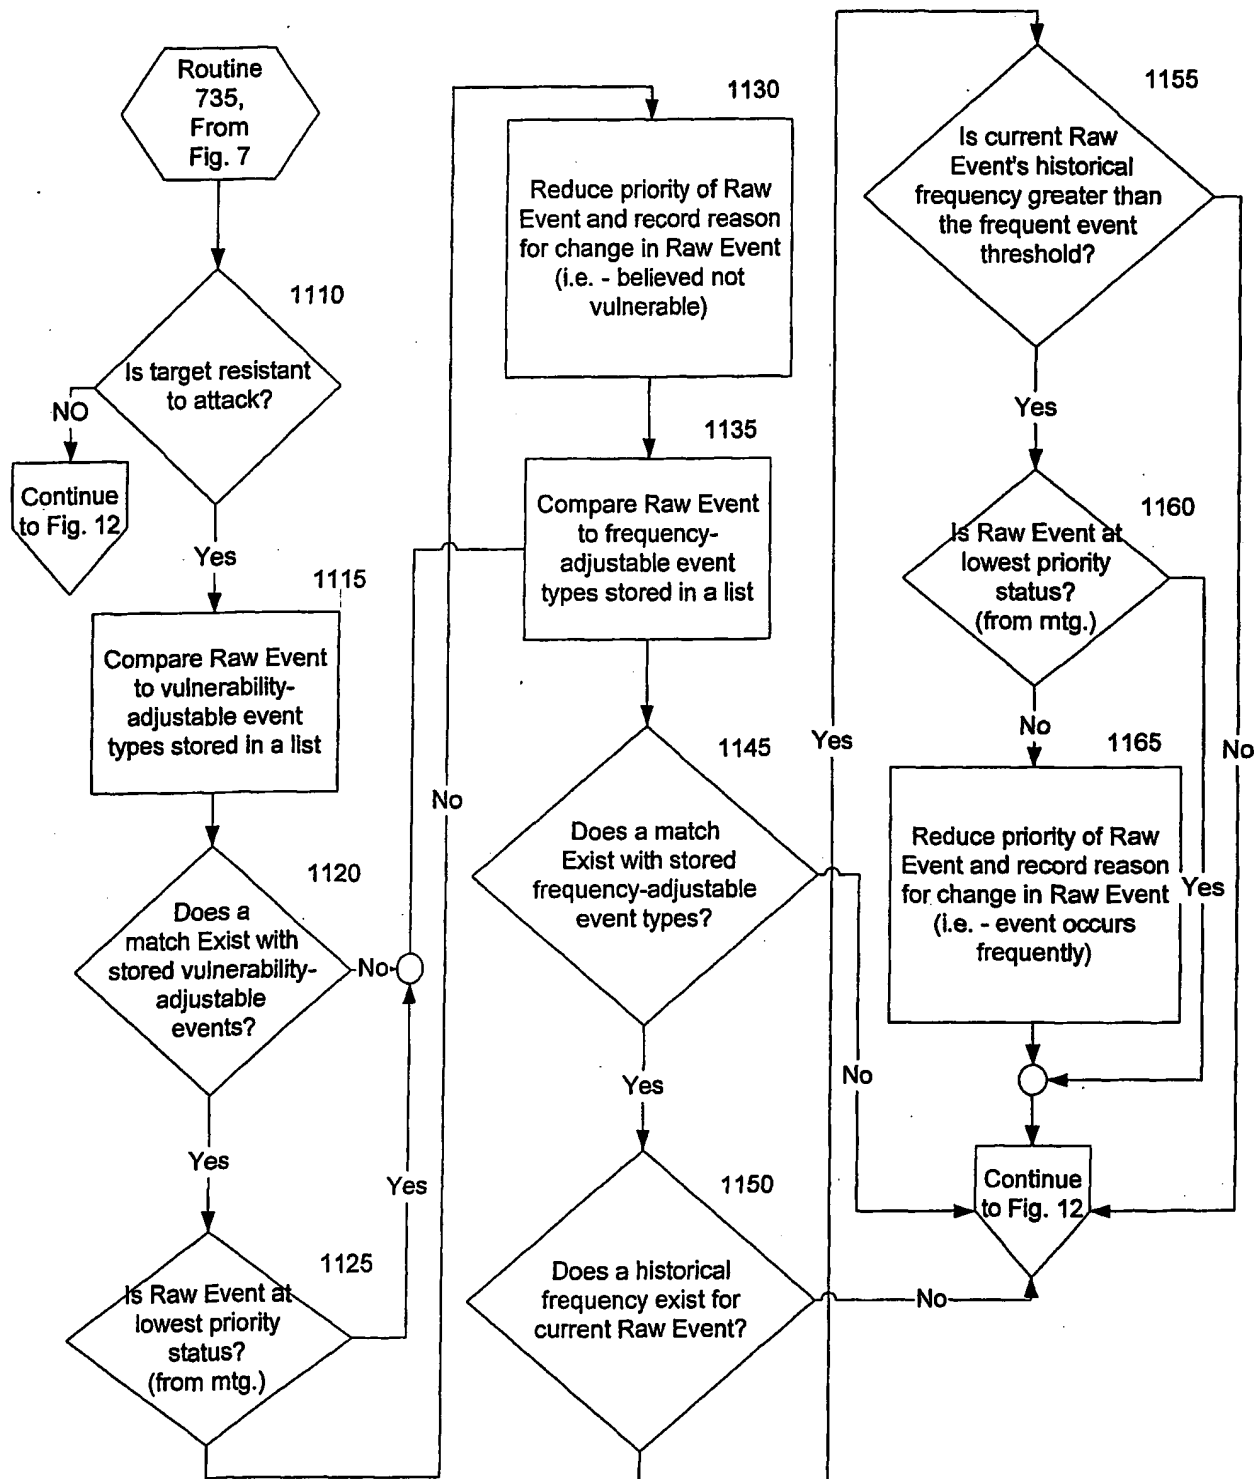 Routine
735,
From
Fig. 7
1110
Is target resistant
to attack?
NO
Continue
to Fig. 12
Yes
1115
Compare Raw Event
to vulnerability-
adjustable event
types stored in a list
1120
Does a
match Exist with
stored vulnerability-
adjustable
events?
No
Yes
Yes
1125
Is Raw Event at
lowest priority
status?
(from mtg.)
No
1130
Reduce priority of Raw
Event and record reason
for change in Raw Event
(i.e. - believed not
vulnerable)
1135
Compare Raw Event
to frequency-
adjustable event
types stored in a list
1145
Does a match
Exist with stored
frequency-adjustable
event types?
No
Yes
1150
Does a historical
frequency exist for
current Raw Event?
No
Yes
1155
Is current Raw
Event's historical
frequency greater than
the frequent event
threshold?
Yes
No
1160
Is Raw Event at
lowest priority
status?
(from mtg.)
No
Yes
1165
Reduce priority of Raw
Event and record reason
for change in Raw Event
(i.e. - event occurs
frequently)
Continue
to Fig. 12